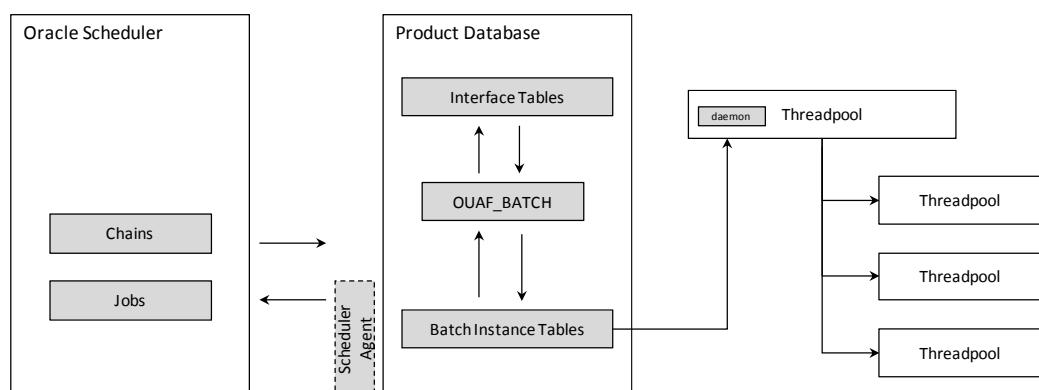 Oracle Scheduler
Chains
Jobs
Scheduler
Agent
Product Database
Interface Tables
OUAF_BATCH
Batch Instance Tables
daemon
Threadpool
Threadpool
Threadpool
Threadpool